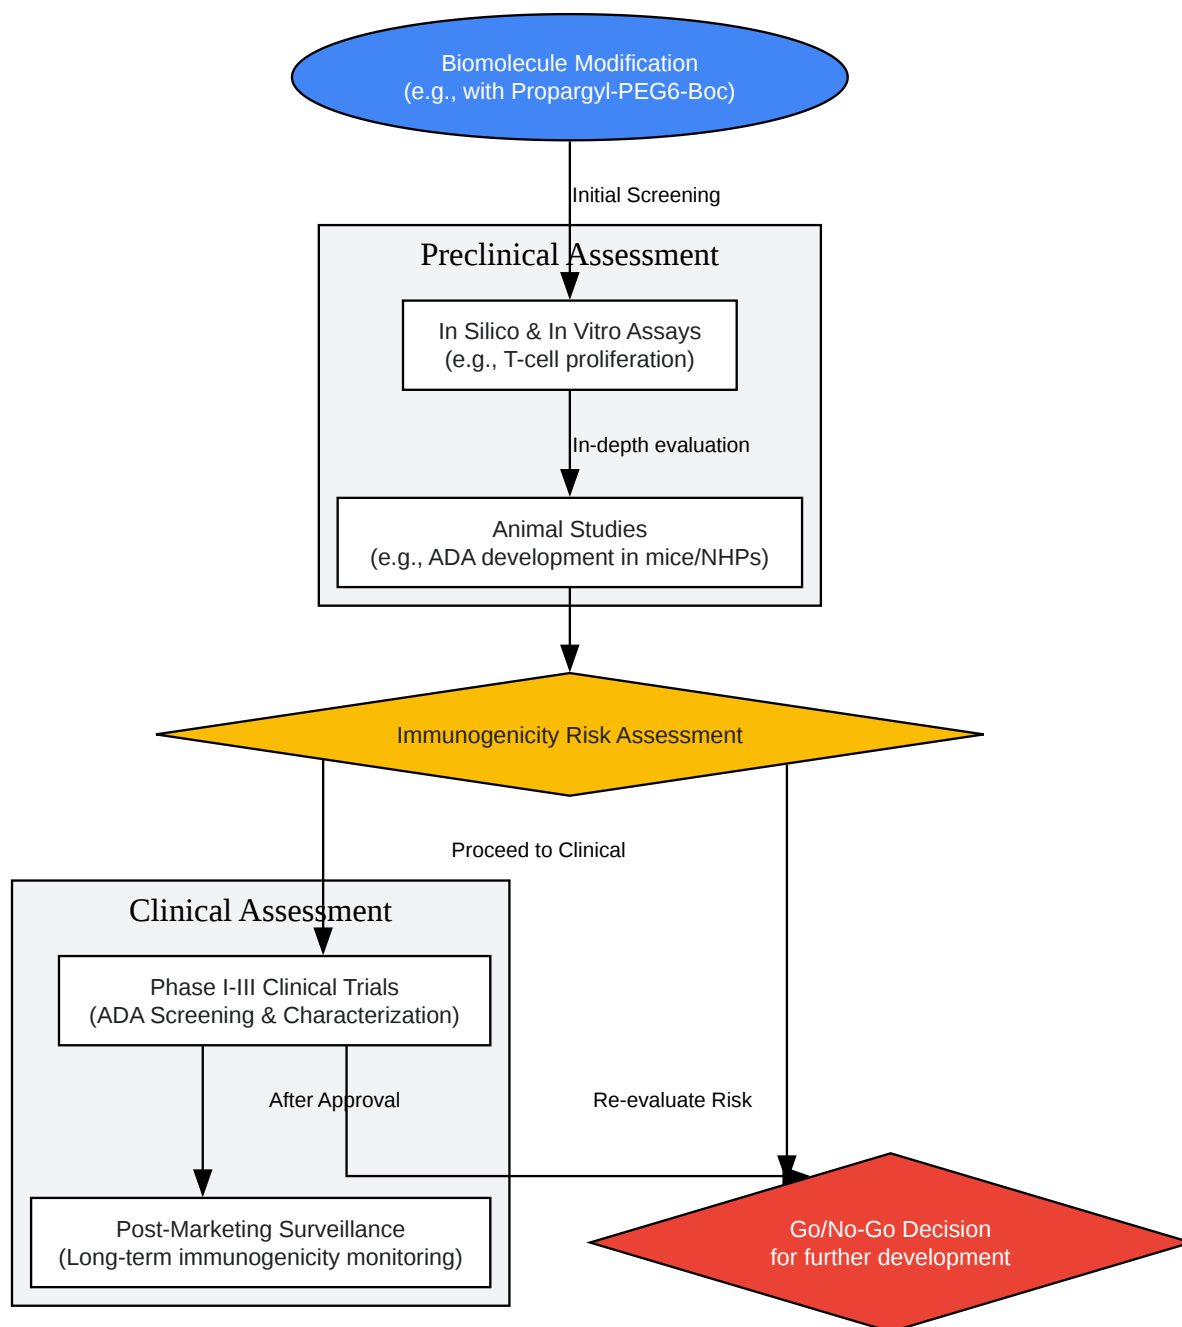 Biomolecule Modification
(e.g., with Propargyl-PEG6-Boc)
Initial Screening
Preclinical Assessment
In Silico & In Vitro Assays
(e.g., T-cell proliferation)
In-depth evaluation
Animal Studies
(e.g., ADA development in mice/NHPs)
Immunogenicity Risk Assessment
Proceed to Clinical
Clinical Assessment
Phase I-III Clinical Trials
(ADA Screening & Characterization)
After Approval
Re-evaluate Risk
Post-Marketing Surveillance
(Long-term immunogenicity monitoring)
Go/No-Go Decision
for further development